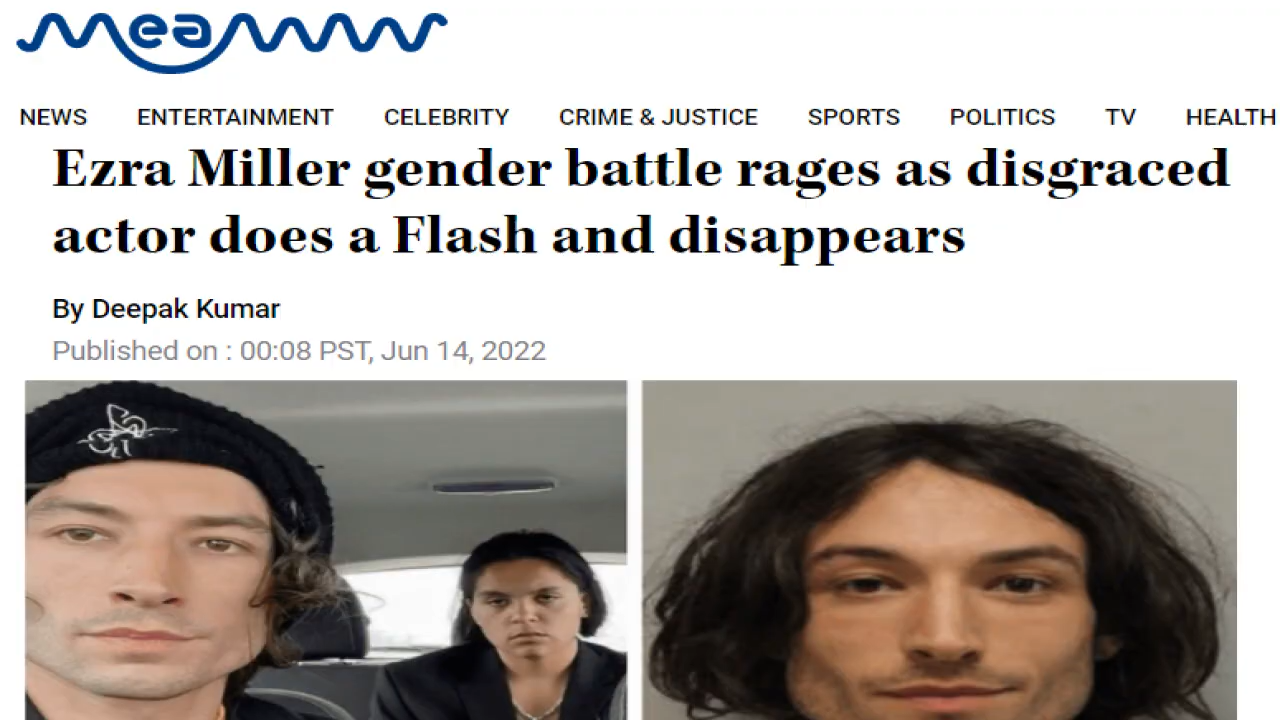 meaww
NEWS ENTERTAINMENT CELEBRITY CRIME & JUSTICE SPORTS POLITICS TV HEALTH
Ezra Miller gender battle rages as disgraced
actor does a Flash and disappears
By Deepak Kumar
Published on : 00:08 PST, Jun 14, 2022